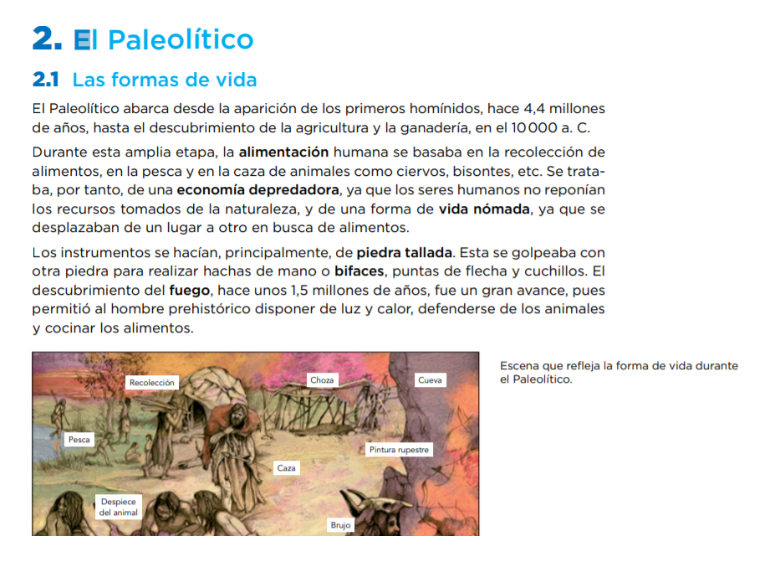 2. El Paleolítico
2.1 Las formas de vida
El Paleolítico abarca desde la aparición de los primeros homínidos, hace 4,4 millones
de años, hasta el descubrimiento de la agricultura y la ganadería, en el 10 000 a. C.
Durante esta amplia etapa, la alimentación humana se basaba en la recolección de
alimentos, en la pesca y en la caza de animales como ciervos, bisontes, etc. Se trata-
ba, por tanto, de una economía depredadora, ya que los seres humanos no reponían
los recursos tomados de la naturaleza, y de una forma de vida nómada, ya que se
desplazaban de un lugar a otro en busca de alimentos.
Los instrumentos se hacían, principalmente, de piedra tallada. Esta se golpeaba con
otra piedra para realizar hachas de mano o bifaces, puntas de flecha y cuchillos. El
descubrimiento del fuego, hace unos 1,5 millones de años, fue un gran avance, pues
permitió al hombre prehistórico disponer de luz y calor, defenderse de los animales
y cocinar los alimentos.
Recolección
Choza
Cueva
Pesca
Pintura rupestre
Caza
Despiece
del animal
Brujo
Escena que refleja la forma de vida durante
el Paleolítico.